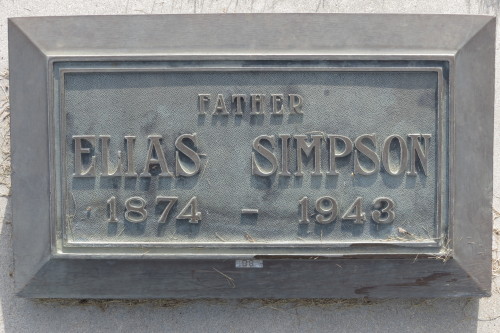 FATHER
ELIAS SIMPSON
1874 - 1943